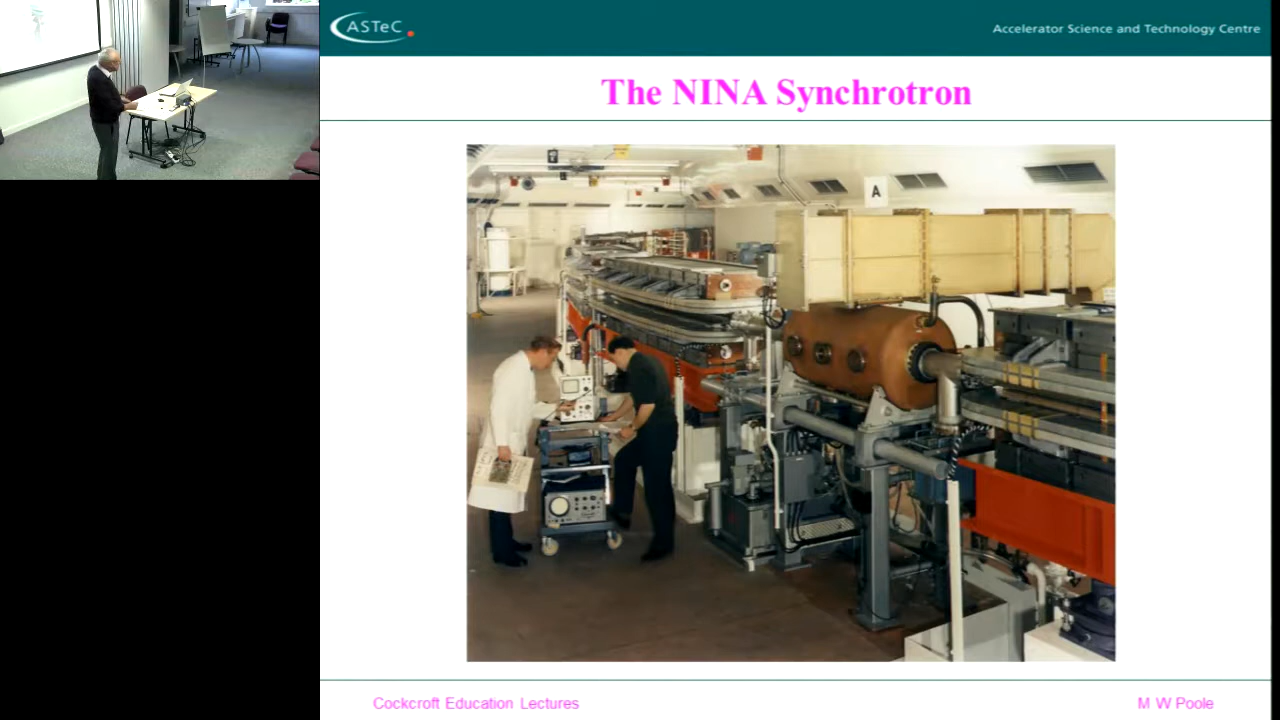 ASTeC
Accelerator Science and Technology Centre
The NINA Synchrotron
A
Cockcroft Education Lectures
M W Poole